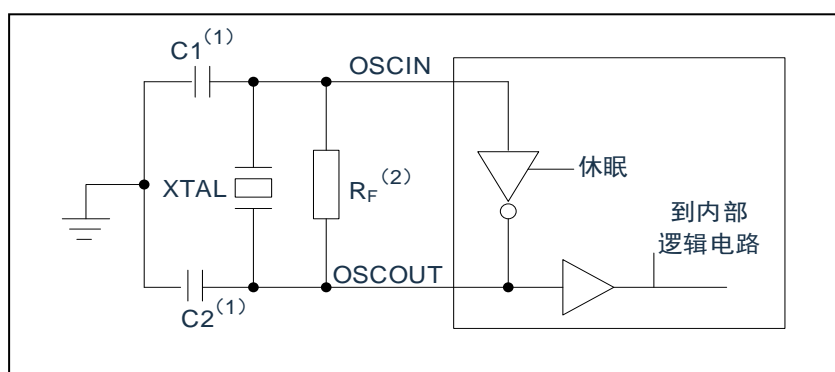 C1（1）
OSCIN
XTAL
RF（2）
休眠
到内部
逻辑电路
OSCOUT
C2（1）